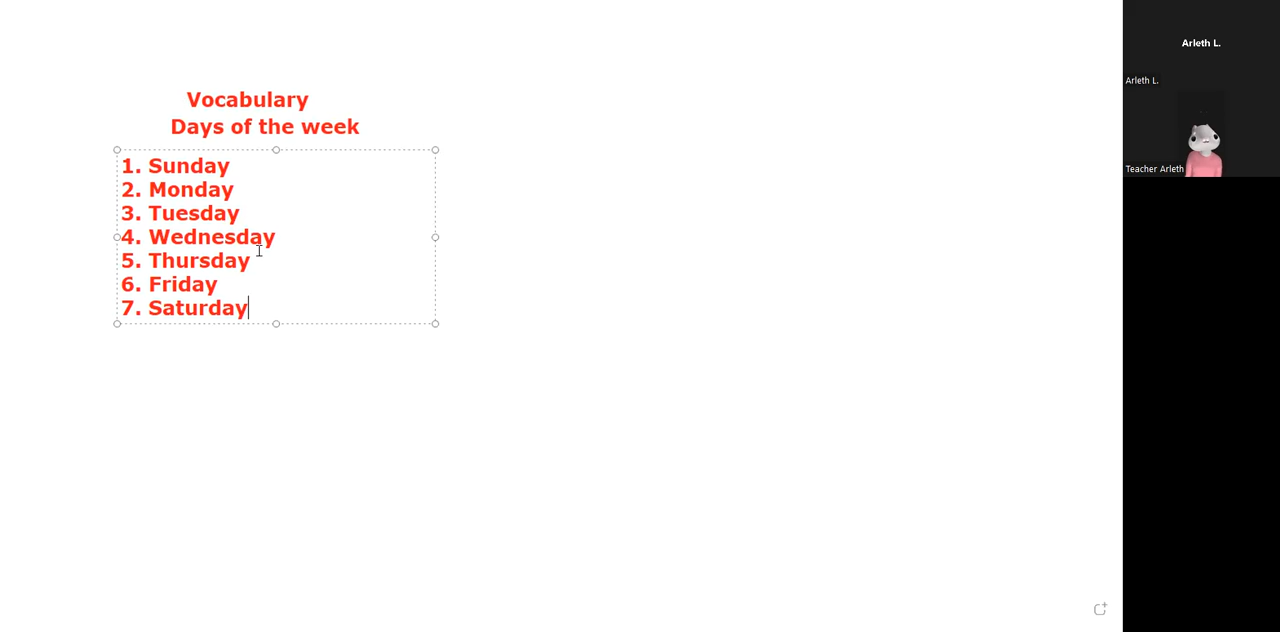 Vocabulary
Days of the week
1. Sunday
2. Monday
3. Tuesday
4. Wednesday
5. Thursday
6. Friday
7. Saturday
Arleth L.
Arleth L.
Teacher Arleth